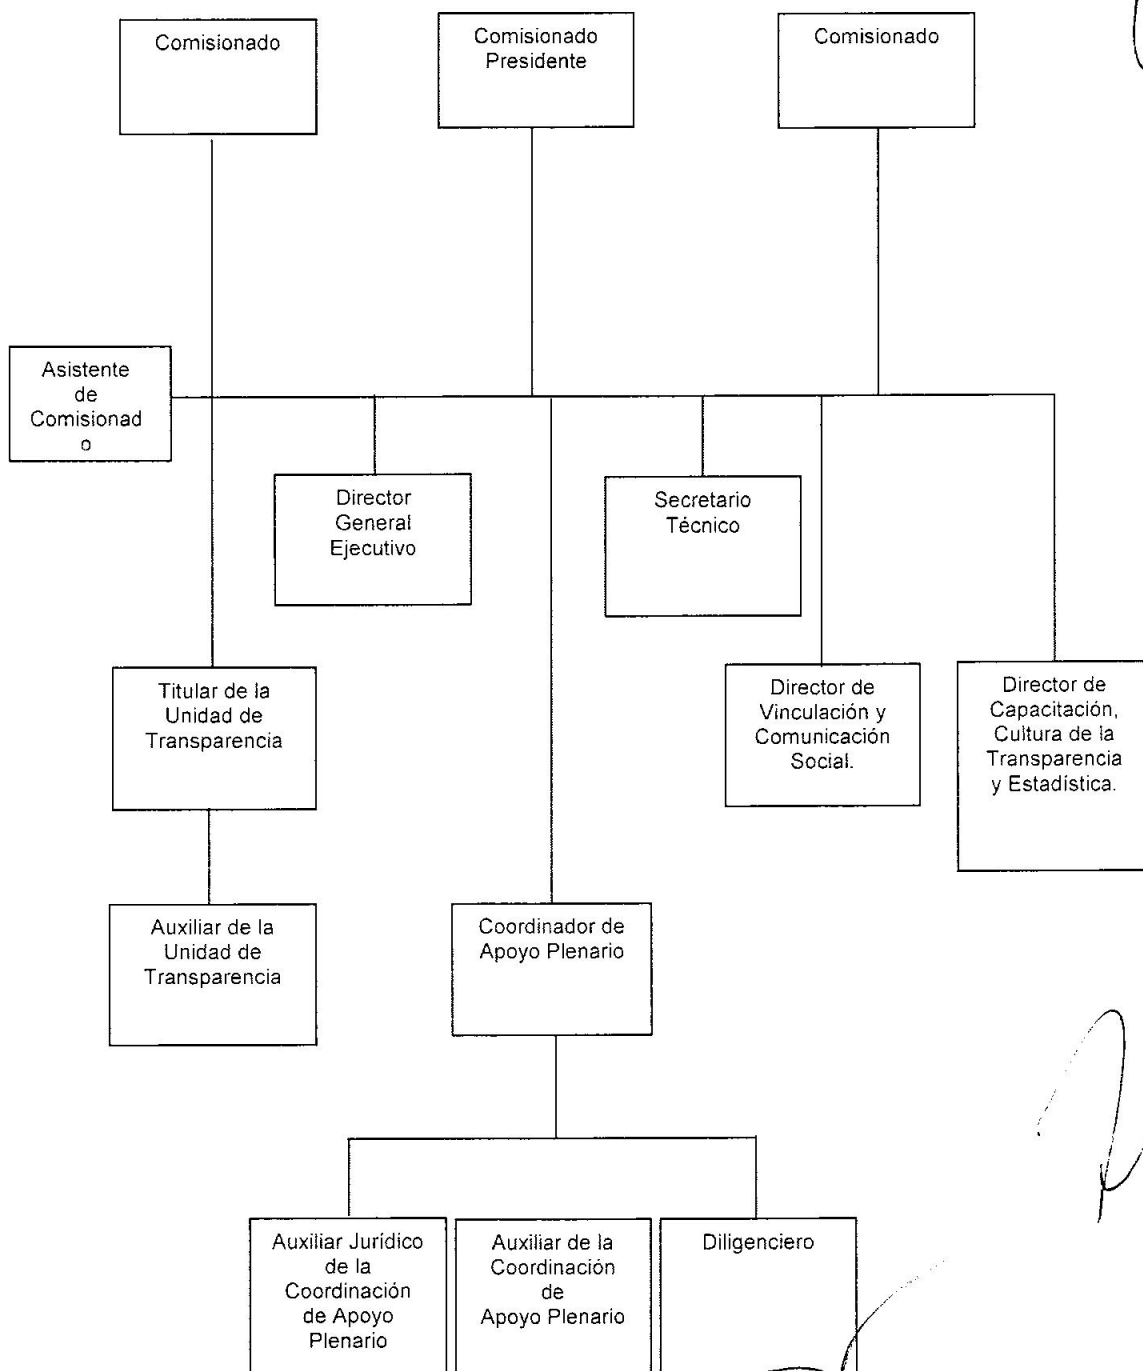 Comisionado
Comisionado
Presidente
Comisionado
Asistente
de
Comisionad
o
Director
General
Ejecutivo
Secretario
Técnico
Titular de la
Unidad de
Transparencia
Director de
Vinculación y
Comunicación
Social.
Director de
Capacitación,
Cultura de la
Transparencia
y Estadística.
Auxiliar de la
Unidad de
Transparencia
Coordinador de
Apoyo Plenario
Auxiliar Jurídico
de la
Coordinación
de Apoyo
Plenario
Auxiliar de la
Coordinación
de
Apoyo Plenario
Diligenciero